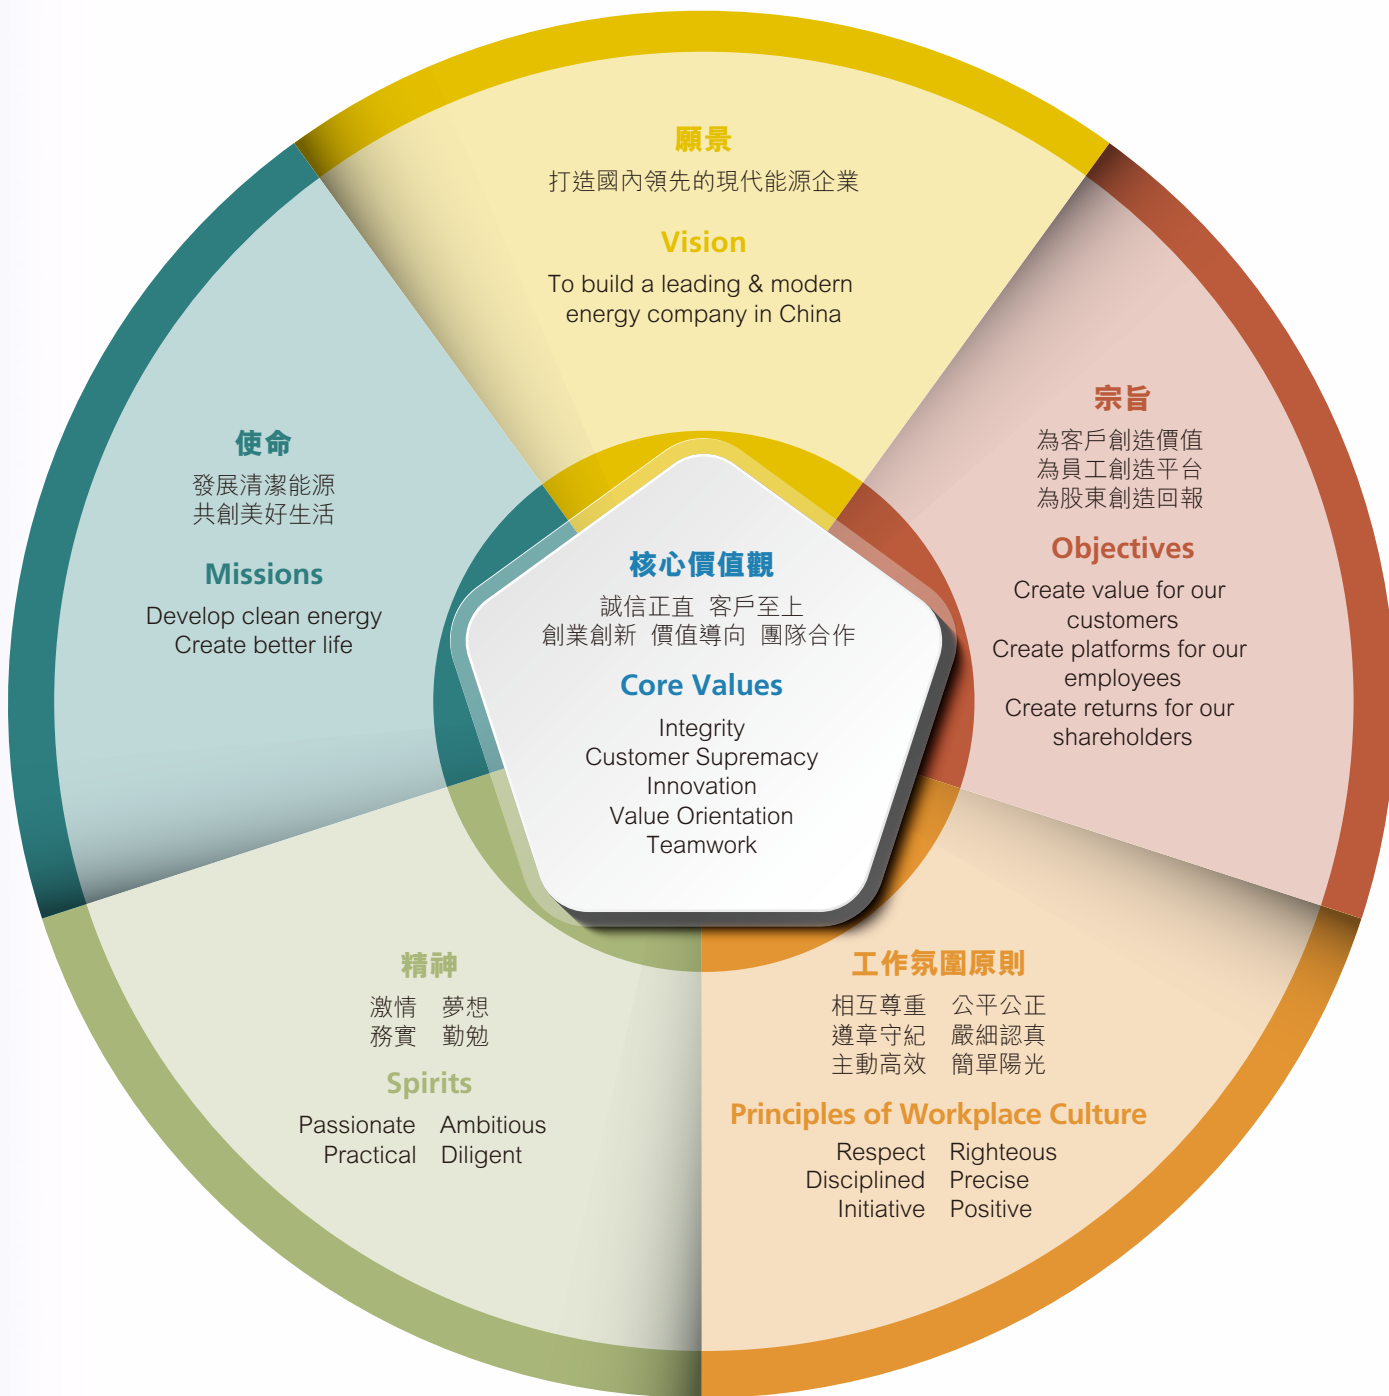 願景
打造國內領先的現代能源企業
Vision
To build a leading & modern
energy company in China
使命
發展清潔能源
共創美好生活
Missions
Develop clean energy
Create better life
宗旨
為客戶創造價值
為員工創造平台
為股東創造回報
Objectives
Create value for our
customers
Create platforms for our
employees
Create returns for our
shareholders
核心價值觀
誠信正直 客戶至上
創業創新 價值導向 團隊合作
Core Values
Integrity
Customer Supremacy
Innovation
Value Orientation
Teamwork
精神
激情 夢想
務實 勤勉
Spirits
Passionate Ambitious
Practical Diligent
工作氛圍原則
相互尊重 公平公正
遵章守紀 嚴細認真
主動高效 簡單陽光
Principles of Workplace Culture
Respect Righteous
Disciplined Precise
Initiative Positive